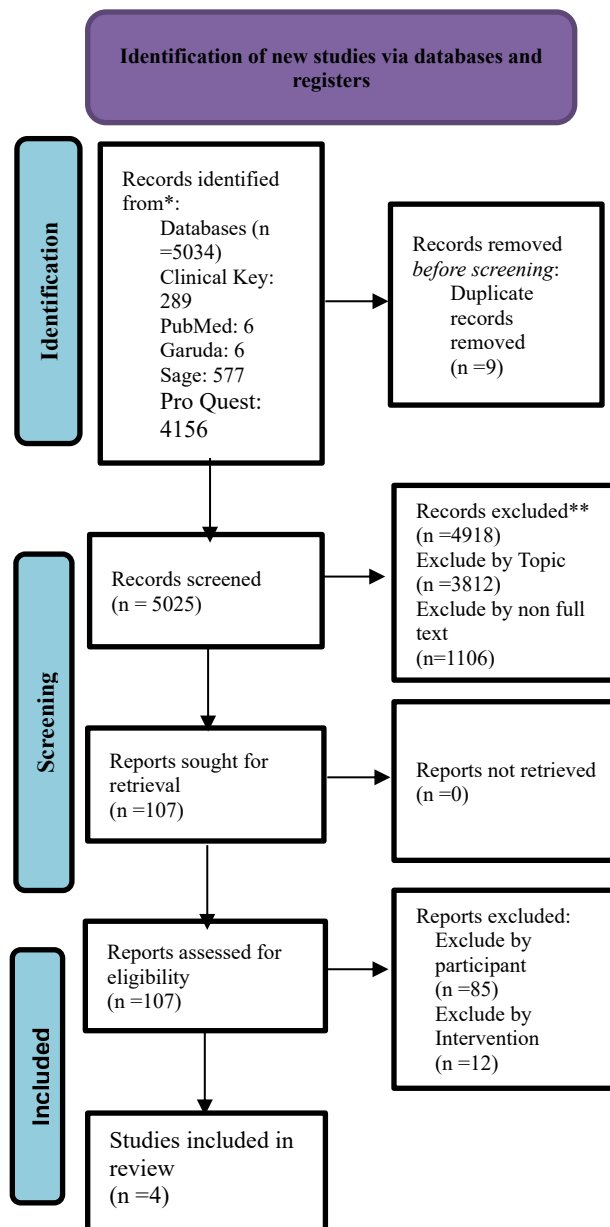 Identification of new studies via databases and
registers
Identification
Records identified
from*:
Databases (n
=5034)
Clinical Key:
289
PubMed: 6
Garuda: 6
Sage: 577
Pro Quest:
4156
Records removed
before screening:
Duplicate
records
removed
(n =9)
Screening
Records screened
(n = 5025)
Records excluded**
(n =4918)
Exclude by Topic
(n =3812)
Exclude by non full
text
(n=1106)
Reports sought for
retrieval
(n =107)
Reports not retrieved
(n =0)
Included
Reports assessed for
eligibility
(n =107)
Reports excluded:
Exclude by
participant
(n =85)
Exclude by
Intervention
(n =12)
Studies included in
review
(n =4)